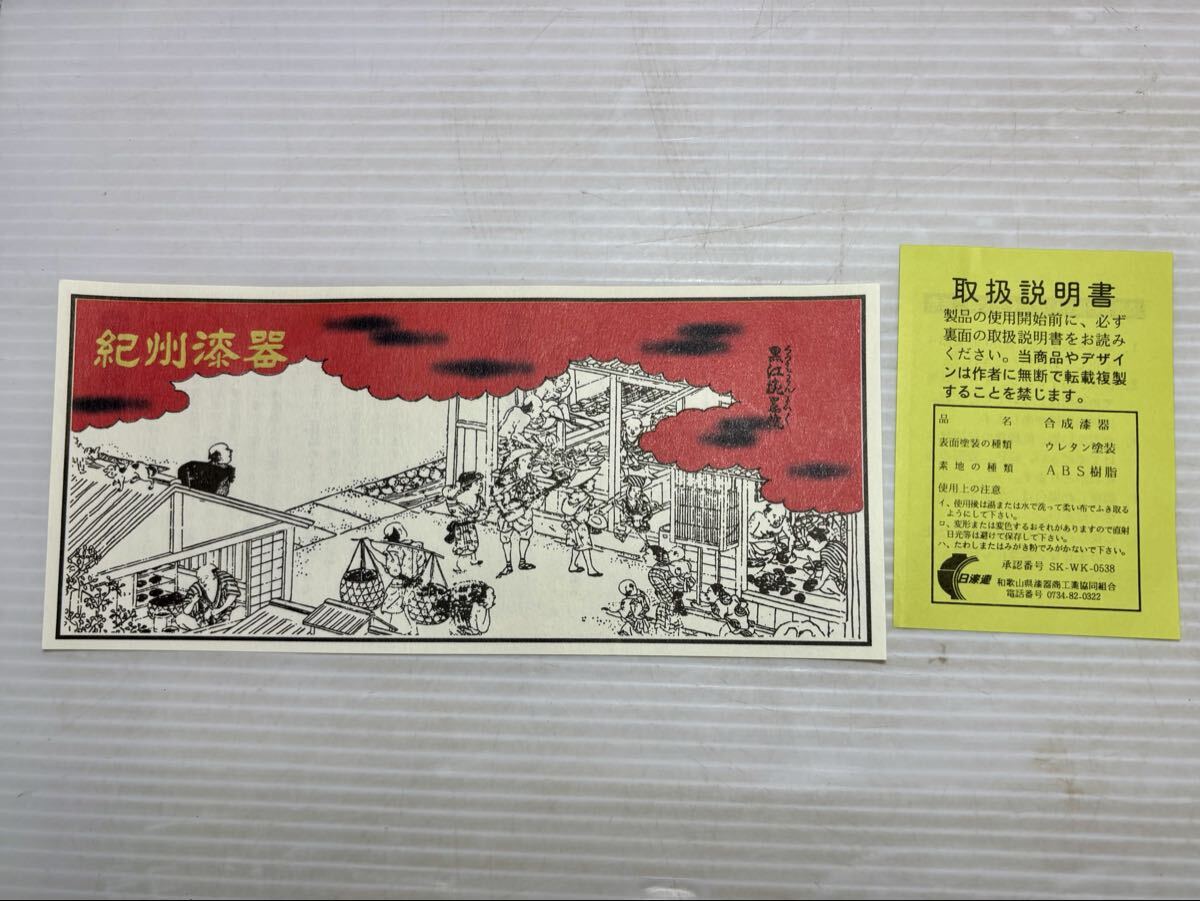 紀州漆器
取扱説明書
製品の使用開始前に、必ず
裏面の取扱説明書をお読み
ください。当商品やデザイ
ンは作者に無断で転載複製
することを禁じます。
品名 合成漆器
表面塗装の種類 ウレタン塗装
素地の種類 ABS樹脂
使用上の注意
イ、使用後は湯または水で洗って柔い布でふき取る
ようにして下さい。
ロ、変形または変色するおそれがありますので直射
日光等は避けて保存して下さい。
ハ、たわしまたはみがき粉でみがかないで下さい。
承認番号 SK-WK-0538
日漆連
和歌山県漆器商工業協同組合
電話番号 0734-82-0322